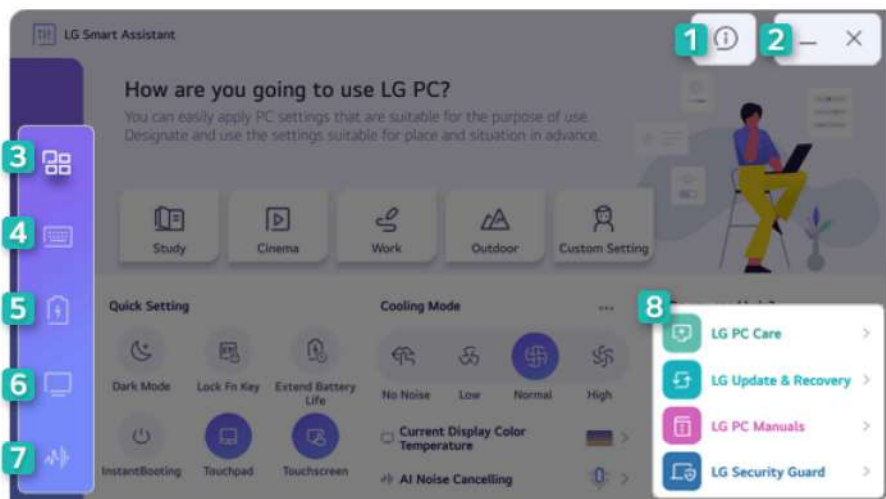 LG Smart Assistant
1
2
How are you going to use LG PC?
You can easily apply PC settings that are suitable for the purpose of use.
Designate and use the settings suitable for place and situation in advance.
3
4
5
6
7
Study
Cinema
Work
Outdoor
Custom Setting
Quick Setting
Dark Mode
Lock Fn Key
Extend Battery
Life
InstantBooting
Touchpad
Touchscreen
Cooling Mode
No Noise
Low
Normal
High
Current Display Color
Temperature
AI Noise Cancelling
8
LG PC Care
LG Update & Recovery
LG PC Manuals
LG Security Guard